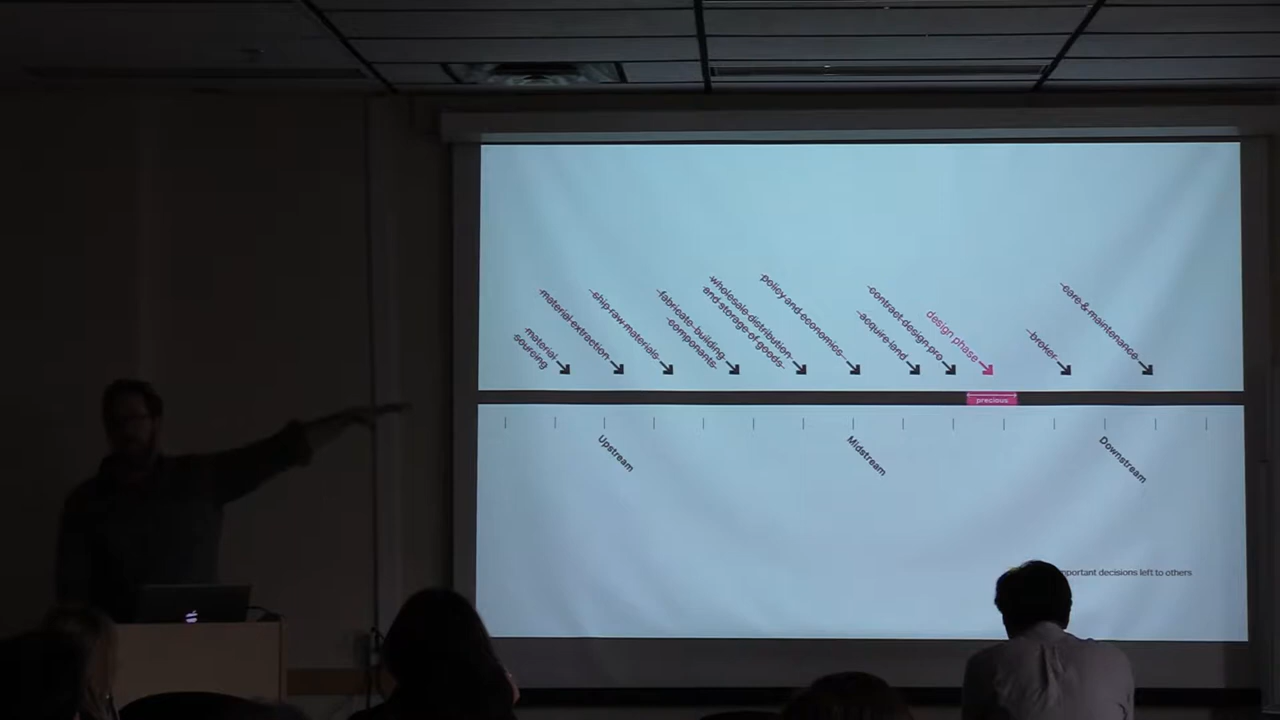 material
sourcing
material extraction
ship raw materials
fabricate building
components
wholesale distribution
and storage of goods
policy and economics
acquire land
contract design pro
design phase
broker
care & maintenance
precious
Upstream
Midstream
Downstream
decisions left to others